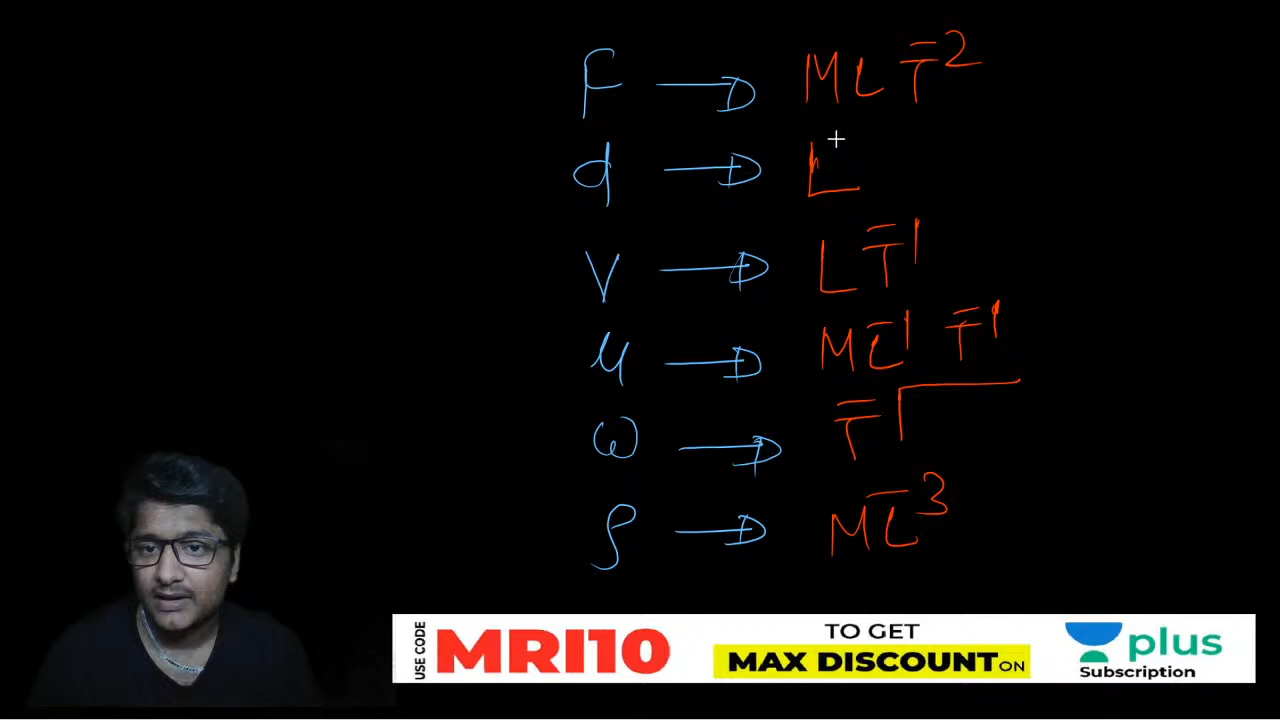 F → MLT⁻²
d → L
V → LT⁻¹
μ → ML⁻¹ T⁻¹
ω → T⁻¹
ρ → ML⁻³
USE CODE MRI10 TO GET MAX DISCOUNT ON plus Subscription